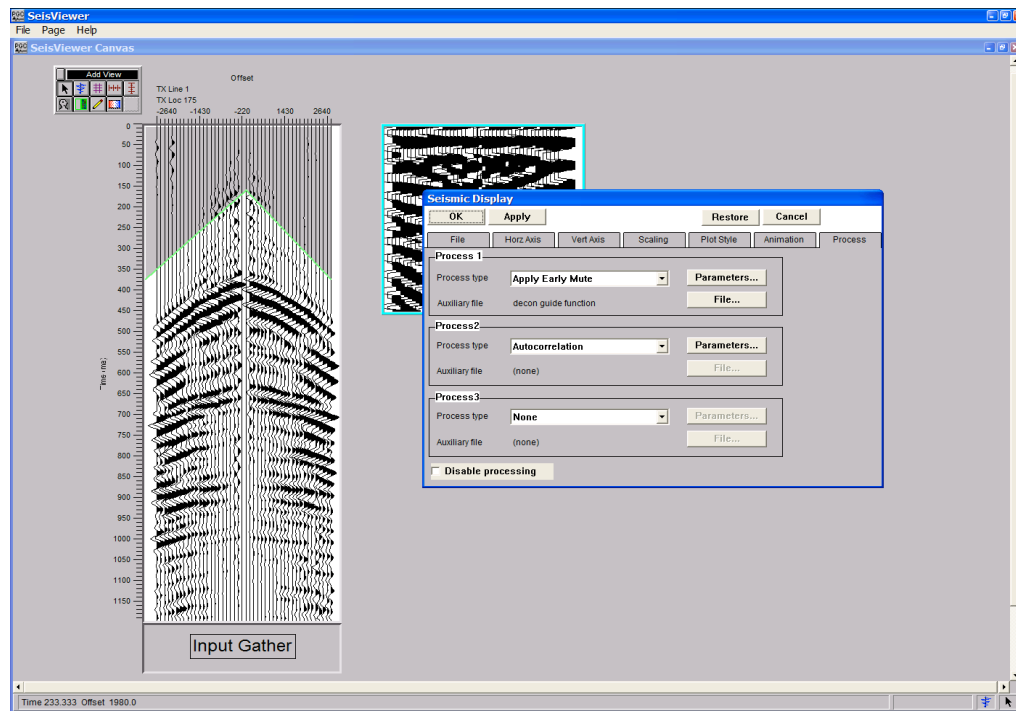 SeisViewer
File Page Help
SeisViewer Canvas
Add View
Offset
TX Line 1
TX Loc 175
-2640 -1430 -220 1430 2640
0
50
100
150
200
250
300
350
400
450
500
550
600
650
700
750
800
850
900
950
1000
1050
1100
1150
Input Gather
Seismic Display
OK Apply Restore Cancel
File Horz Axis Vert Axis Scaling Plot Style Animation Process
Process 1
Process type Apply Early Mute Parameters...
Auxiliary file decon guide function File...
Process2
Process type Autocorrelation Parameters...
Auxiliary file (none) File...
Process3
Process type None Parameters...
Auxiliary file (none) File...
Disable processing
Time 233.333 Offset 1980.0